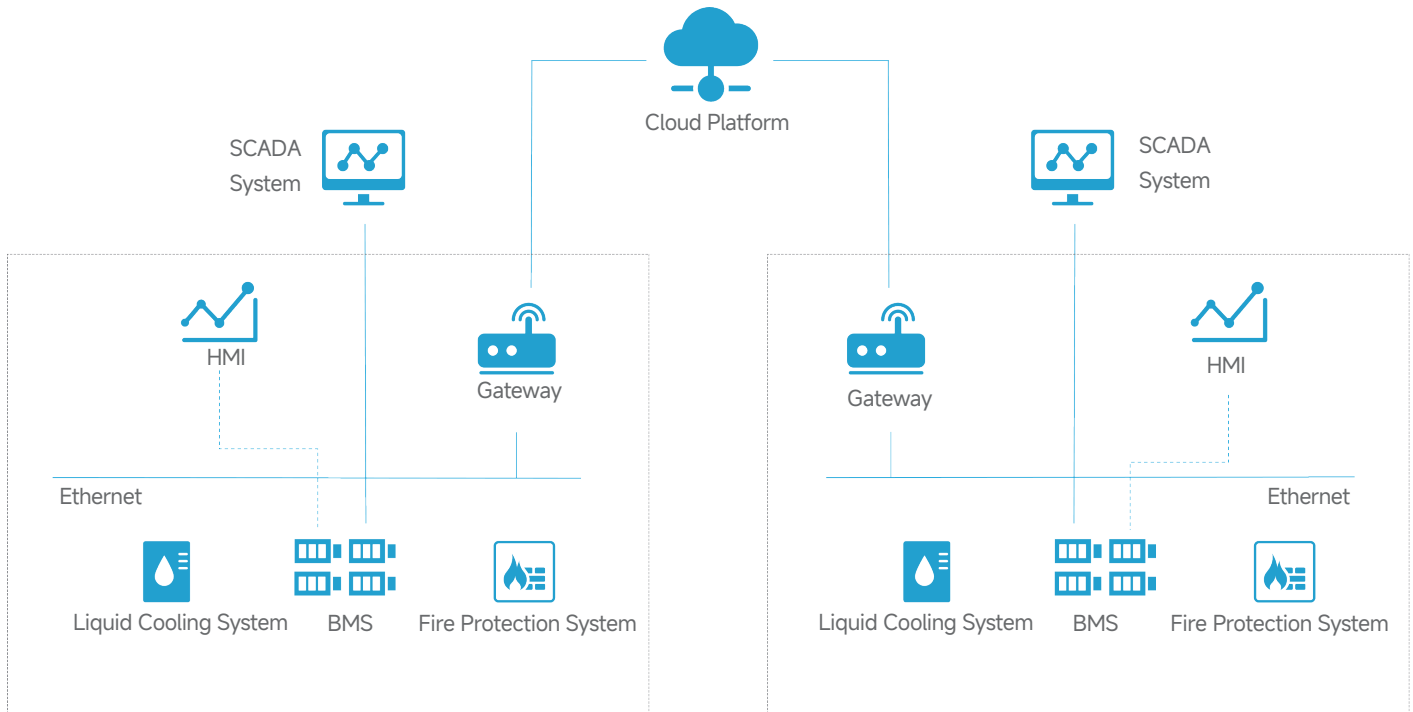 Cloud Platform
SCADA
System
SCADA
System
HMI
Gateway
Gateway
HMI
Ethernet
Ethernet
Liquid Cooling System
BMS
Fire Protection System
Liquid Cooling System
BMS
Fire Protection System